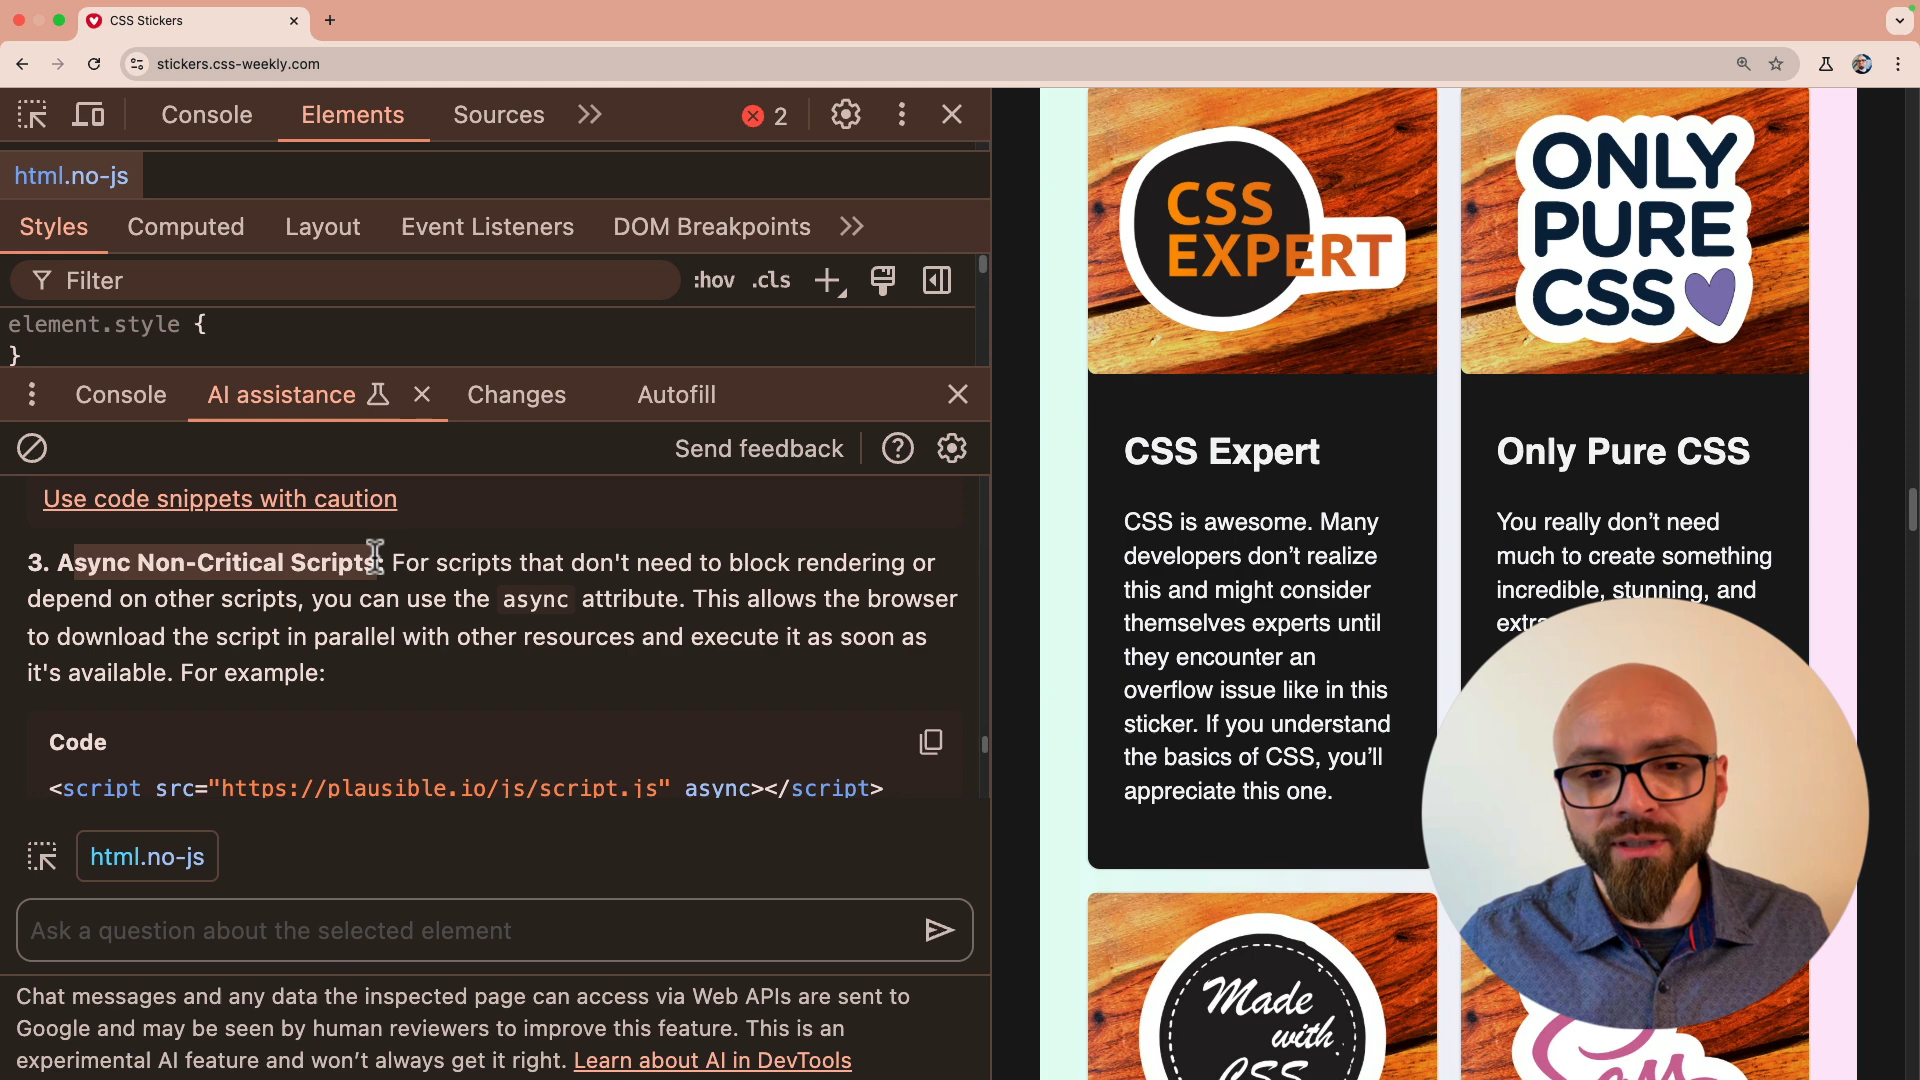 CSS Stickers
stickers.css-weekly.com
Console
Elements
Sources
2
html.no-js
Styles
Computed
Layout
Event Listeners
DOM Breakpoints
Filter
:hov
.cls
element.style {
}
Console
AI assistance
Changes
Autofill
Send feedback
Use code snippets with caution
3. Async Non-Critical Scripts: For scripts that don't need to block rendering or
depend on other scripts, you can use the async attribute. This allows the browser
to download the script in parallel with other resources and execute it as soon as
it's available. For example:
Code
<script src="https://plausible.io/js/script.js" async></script>
html.no-js
Ask a question about the selected element
Chat messages and any data the inspected page can access via Web APIs are sent to
Google and may be seen by human reviewers to improve this feature. This is an
experimental AI feature and won't always get it right. Learn about AI in DevTools
CSS
EXPERT
CSS Expert
CSS is awesome. Many
developers don't realize
this and might consider
themselves experts until
they encounter an
overflow issue like in this
sticker. If you understand
the basics of CSS, you'll
appreciate this one.
ONLY
PURE
CSS
Only Pure CSS
You really don't need
much to create something
incredible, stunning, and
Made
with
CSS